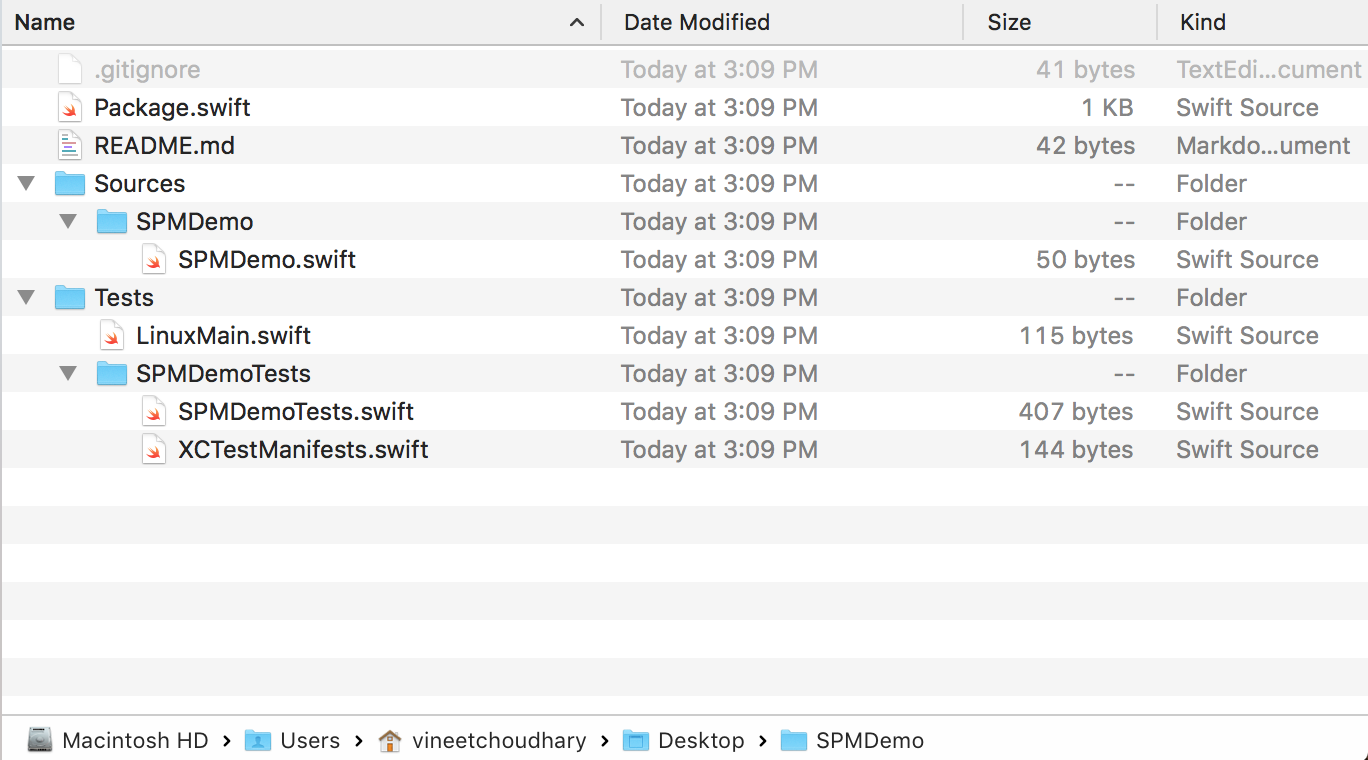 Name Date Modified Size Kind
.gitignore Today at 3:09 PM 41 bytes TextEdi...cument
Package.swift Today at 3:09 PM 1 KB Swift Source
README.md Today at 3:09 PM 42 bytes Markdo...ument
Sources Today at 3:09 PM -- Folder
SPMDemo Today at 3:09 PM -- Folder
SPMDemo.swift Today at 3:09 PM 50 bytes Swift Source
Tests Today at 3:09 PM -- Folder
LinuxMain.swift Today at 3:09 PM 115 bytes Swift Source
SPMDemoTests Today at 3:09 PM -- Folder
SPMDemoTests.swift Today at 3:09 PM 407 bytes Swift Source
XCTestManifests.swift Today at 3:09 PM 144 bytes Swift Source
Macintosh HD › Users › vineetchoudhary › Desktop › SPMDemo